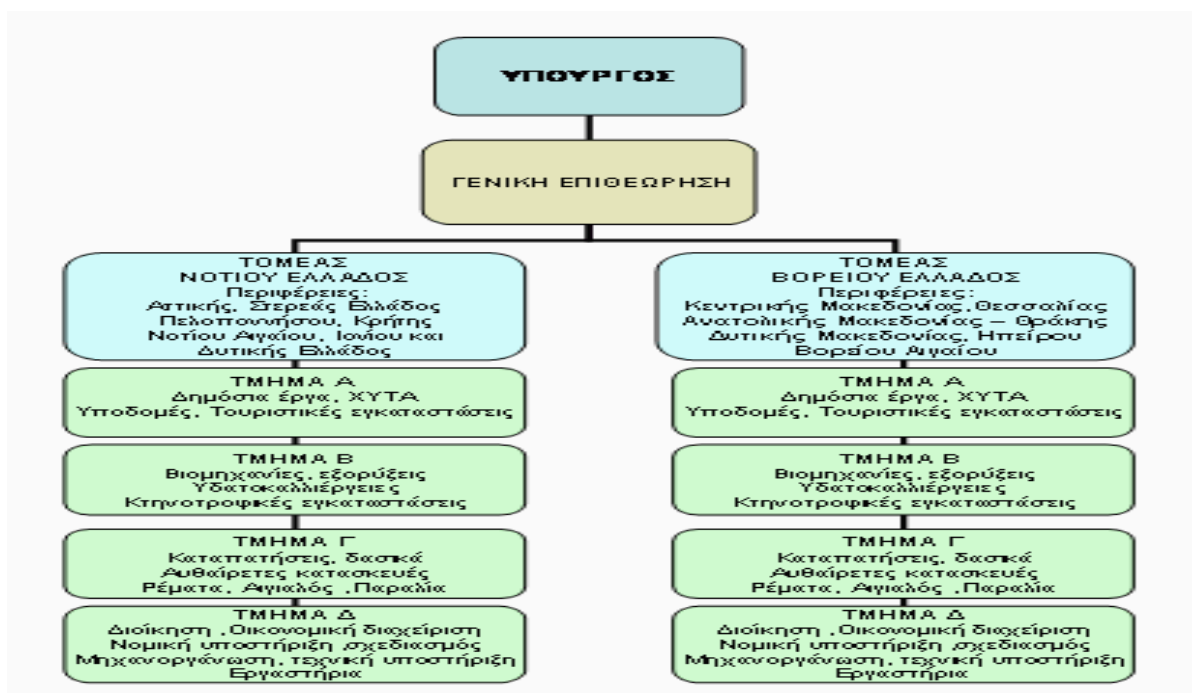 ΥΠΟΥΡΓΟΣ
ΓΕΝΙΚΗ ΕΠΙΘΕΩΡΗΣΗ
ΤΟΜΕΑΣ
ΝΟΤΙΟΥ ΕΛΛΑΔΟΣ
Περιφέρειες:
Αττικής, Στερεάς Ελλάδος
Πελοποννήσου, Κρήτης
Νοτίου Αιγαίου, Ιονίου και
Δυτικής Ελλάδος
ΤΜΗΜΑ Α
Δημόσια έργα, ΧΥΤΑ
Υποδομές, Τουριστικές εγκαταστάσεις
ΤΜΗΜΑ Β
Βιομηχανίες, εξορύξεις
Υδατοκαλλιέργειες
Κτηνοτροφικές εγκαταστάσεις
ΤΜΗΜΑ Γ
Καταπατήσεις, δασικά
Αυθαίρετες κατασκευές
Ρέματα, Αιγιαλός ,Παραλία
ΤΜΗΜΑ Δ
Διοίκηση ,Οικονομική διαχείριση
Νομική υποστήριξη ,σχεδιασμός
Μηχανοργάνωση, τεχνική υποστήριξη
Εργαστήρια
ΤΟΜΕΑΣ
ΒΟΡΕΙΟΥ ΕΛΛΑΔΟΣ
Περιφέρειες:
Κεντρικής Μακεδονίας,Θεσσαλίας
Ανατολικής Μακεδονίας – Θράκης
Δυτικής Μακεδονίας, Ηπείρου
Βορείου Αιγαίου
ΤΜΗΜΑ Α
Δημόσια έργα, ΧΥΤΑ
Υποδομές, Τουριστικές εγκαταστάσεις
ΤΜΗΜΑ Β
Βιομηχανίες, εξορύξεις
Υδατοκαλλιέργειες
Κτηνοτροφικές εγκαταστάσεις
ΤΜΗΜΑ Γ
Καταπατήσεις, δασικά
Αυθαίρετες κατασκευές
Ρέματα, Αιγιαλός ,Παραλία
ΤΜΗΜΑ Δ
Διοίκηση ,Οικονομική διαχείριση
Νομική υποστήριξη ,σχεδιασμός
Μηχανοργάνωση, τεχνική υποστήριξη
Εργαστήρια